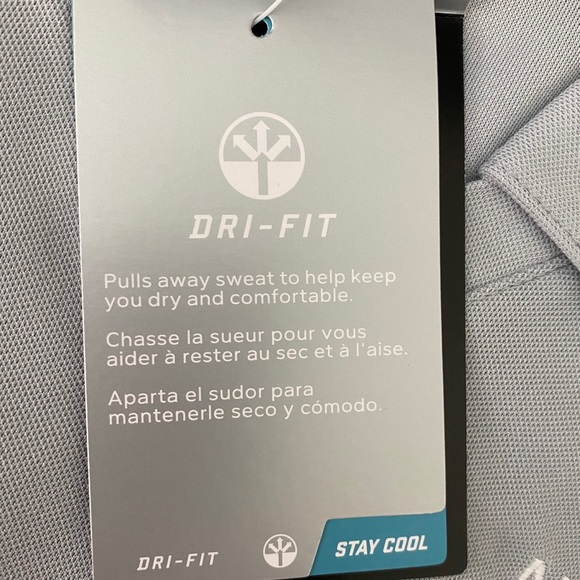 DRI-FIT
Pulls away sweat to help keep
you dry and comfortable.
Chasse la sueur pour vous
aider à rester au sec et à l'aise.
Aparta el sudor para
mantenerle seco y cómodo.
DRI-FIT
STAY COOL